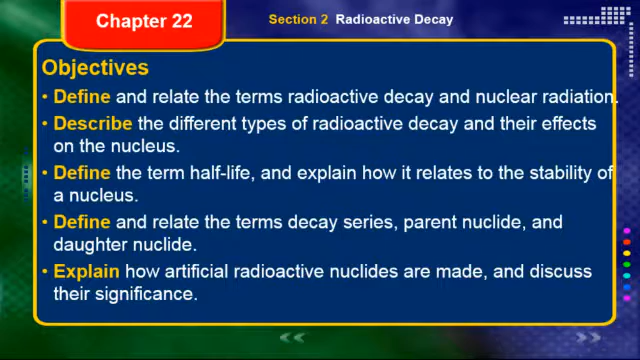 Chapter 22
Section 2 Radioactive Decay
Objectives
• Define and relate the terms radioactive decay and nuclear radiation.
• Describe the different types of radioactive decay and their effects
on the nucleus.
• Define the term half-life, and explain how it relates to the stability of
a nucleus.
• Define and relate the terms decay series, parent nuclide, and
daughter nuclide.
• Explain how artificial radioactive nuclides are made, and discuss
their significance.